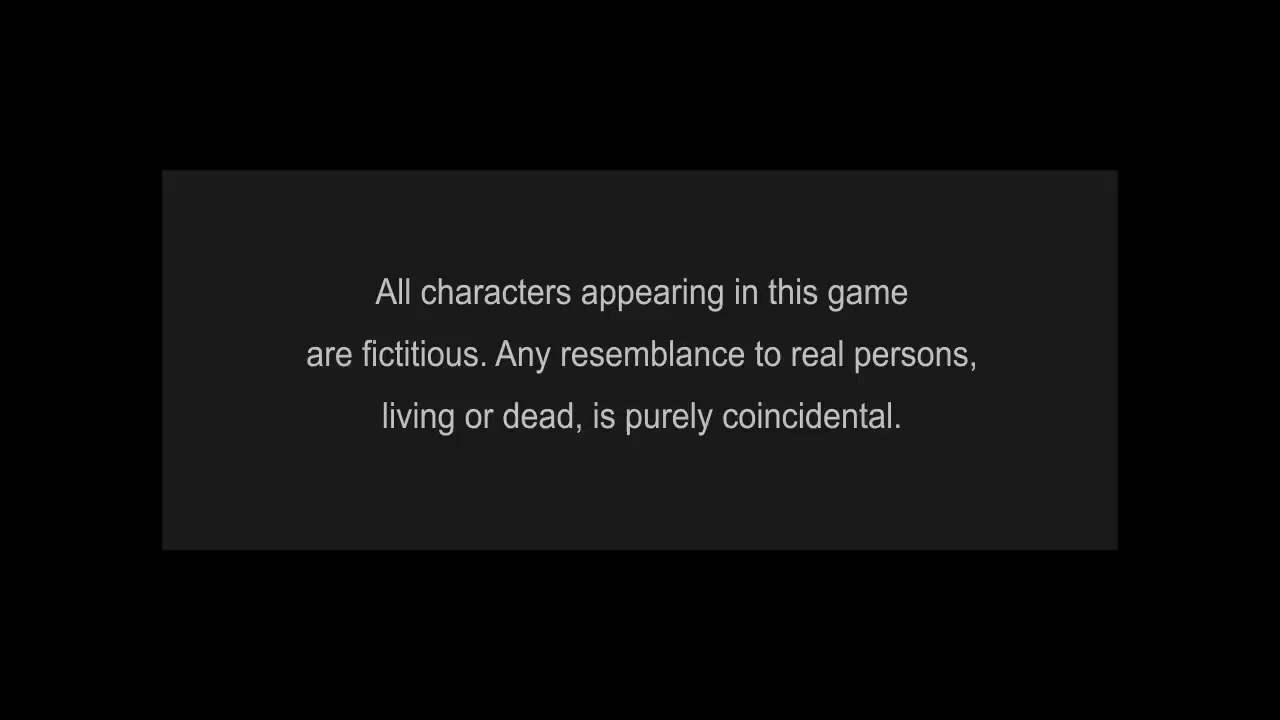 All characters appearing in this game
are fictitious. Any resemblance to real persons,
living or dead, is purely coincidental.